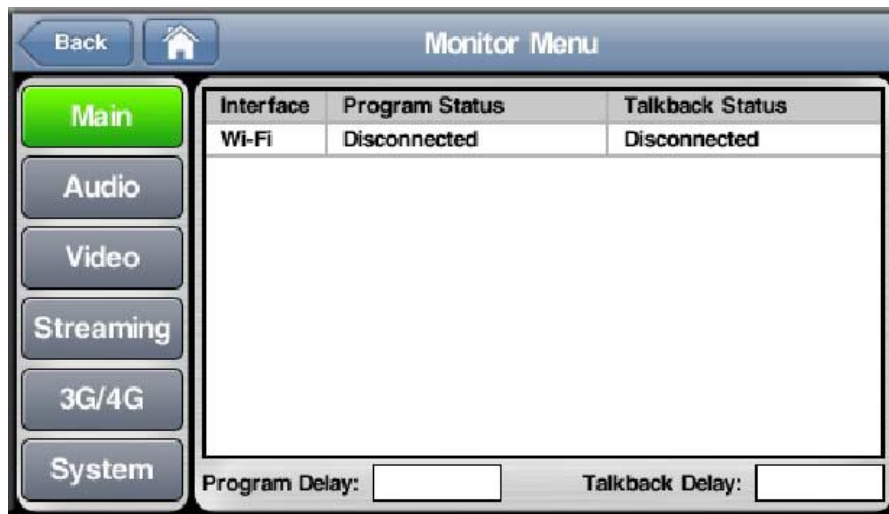 Back
Monitor Menu
Main
Audio
Video
Streaming
3G/4G
System
Interface Program Status Talkback Status
Wi-Fi Disconnected Disconnected
Program Delay: Talkback Delay: